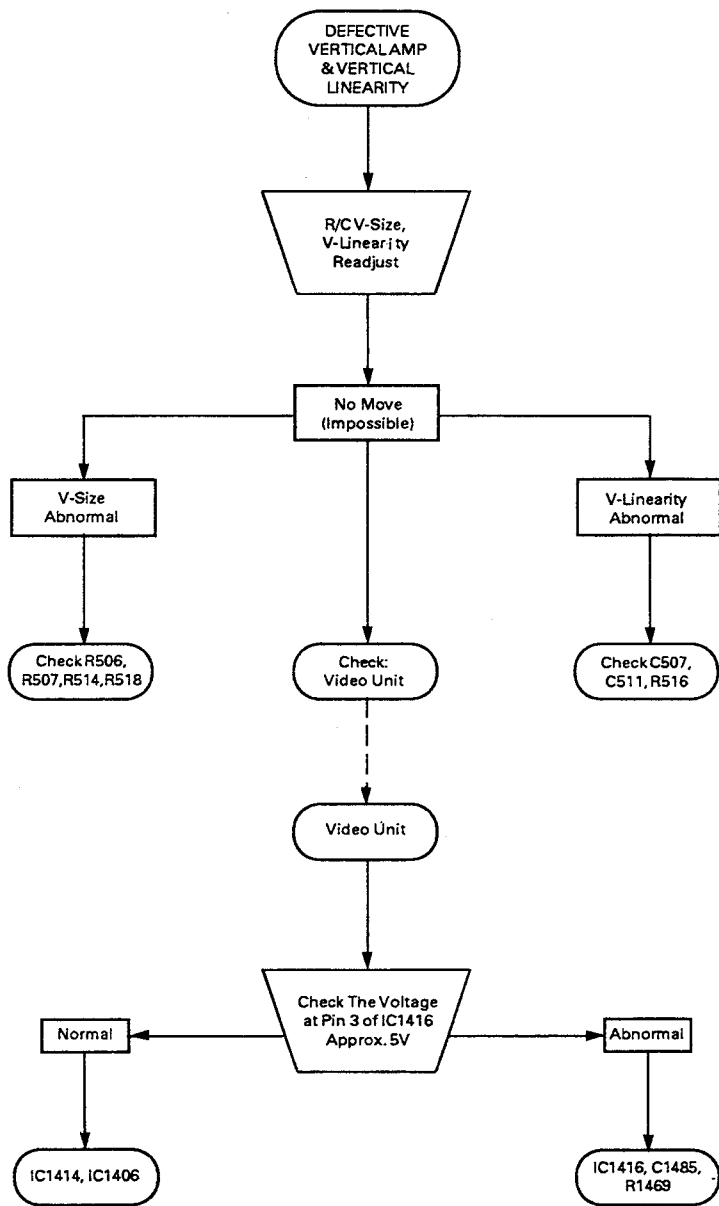 DEFECTIVE
VERTICAL AMP
& VERTICAL
LINEARITY
R/C V-Size,
V-Linearity
Readjust
No Move
(Impossible)
V-Size
Abnormal
V-Linearity
Abnormal
Check R506,
R507, R514, R518
Check:
Video Unit
Check C507,
C511, R516
Video Unit
Check The Voltage
at Pin 3 of IC1416
Approx. 5V
Normal
Abnormal
IC1414, IC1406
IC1416, C1485,
R1469